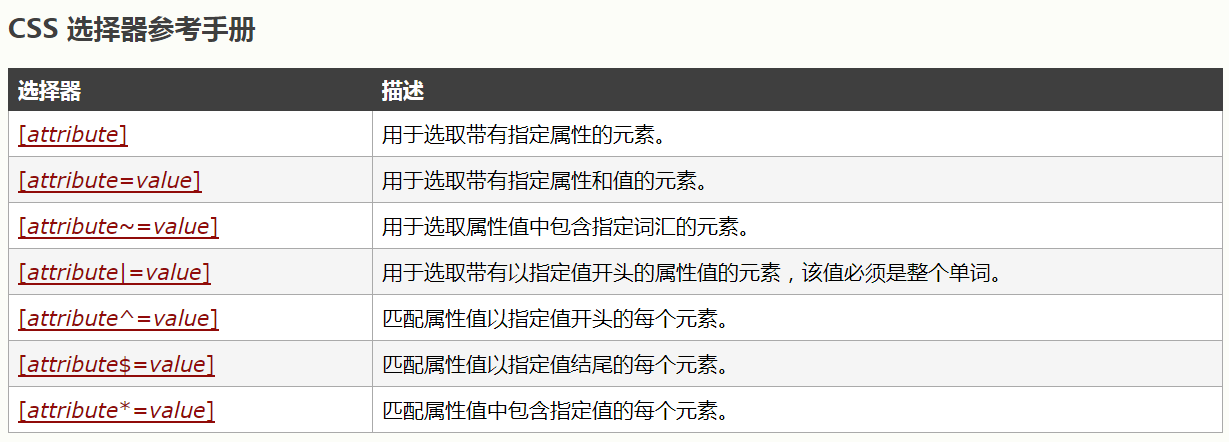 CSS 选择器参考手册
选择器 描述
[attribute] 用于选取带有指定属性的元素。
[attribute=value] 用于选取带有指定属性和值的元素。
[attribute~=value] 用于选取属性值中包含指定词汇的元素。
[attribute|=value] 用于选取带有以指定值开头的属性值的元素，该值必须是整个单词。
[attribute^=value] 匹配属性值以指定值开头的每个元素。
[attribute$=value] 匹配属性值以指定值结尾的每个元素。
[attribute*=value] 匹配属性值中包含指定值的每个元素。